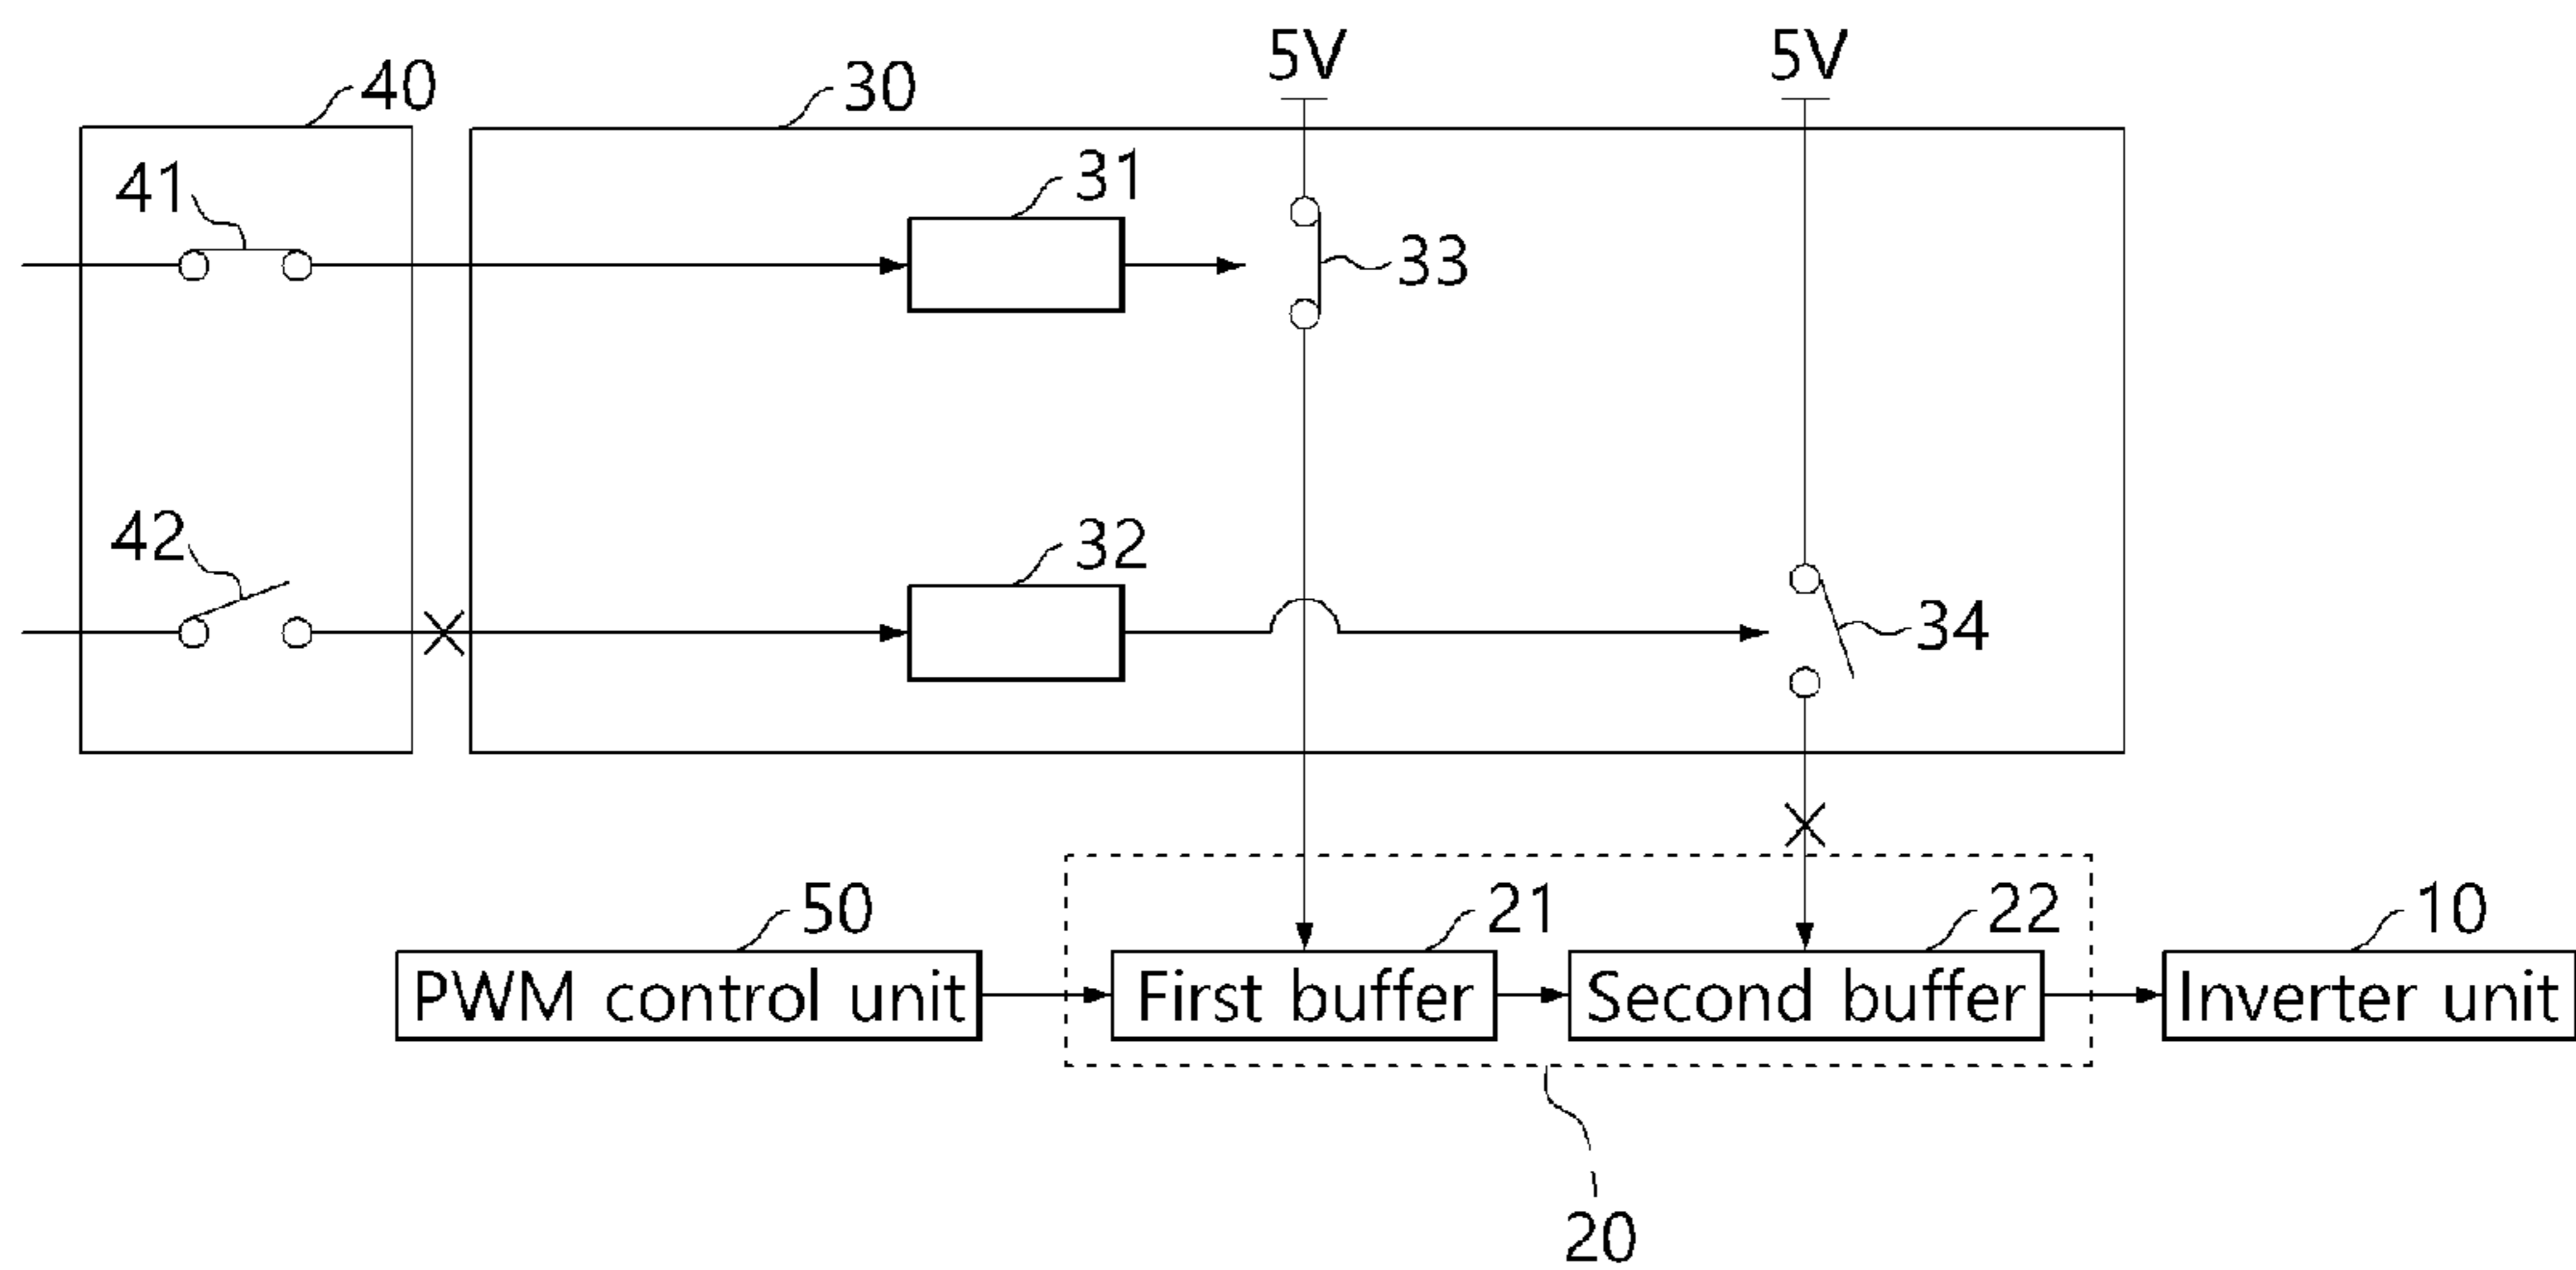 5V
5V
40
30
41
31
33
42
32
34
50
21
22
10
PWM control unit
First buffer
Second buffer
Inverter unit
20